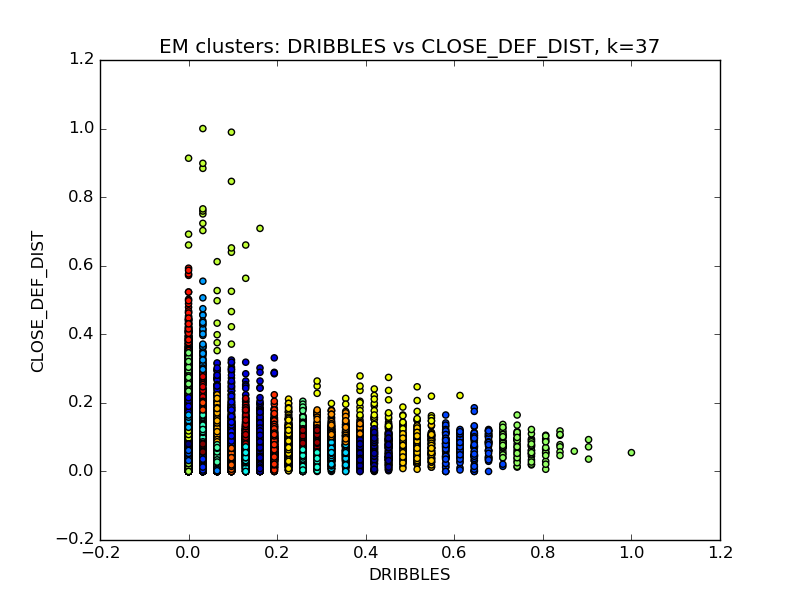 EM clusters: DRIBBLES vs CLOSE_DEF_DIST, k=37
1.2
1.0
0.8
0.6
0.4
0.2
0.0
−0.2
CLOSE_DEF_DIST
−0.2 0.0 0.2 0.4 0.6 0.8 1.0 1.2
DRIBBLES